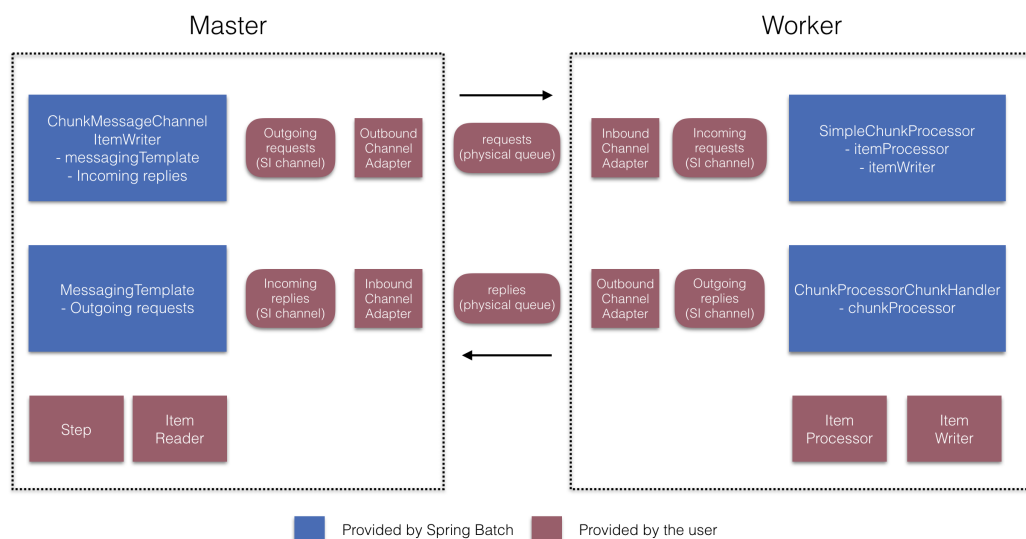 Master
Worker
ChunkMessageChannel
ItemWriter
- messagingTemplate
- Incoming replies
Outgoing
requests
(SI channel)
Outbound
Channel
Adapter
requests
(physical queue)
Inbound
Channel
Adapter
Incoming
requests
(SI channel)
SimpleChunkProcessor
- itemProcessor
- itemWriter
MessagingTemplate
- Outgoing requests
Incoming
replies
(SI channel)
Inbound
Channel
Adapter
replies
(physical queue)
Outbound
Channel
Adapter
Outgoing
replies
(SI channel)
ChunkProcessorChunkHandler
- chunkProcessor
Step
Item
Reader
Item
Processor
Item
Writer
Provided by Spring Batch
Provided by the user